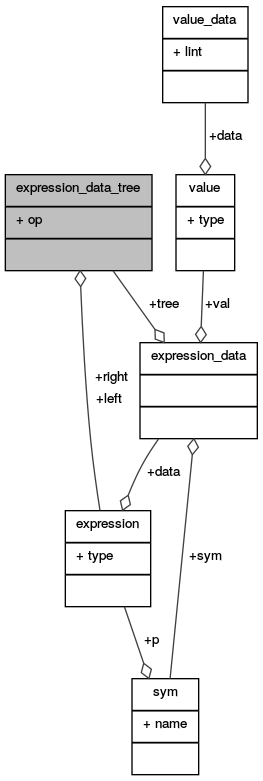 value_data
+ lint
+data
expression_data_tree
+ op
value
+ type
+tree
+val
expression_data
+right
+left
+data
expression
+ type
+sym
+p
sym
+ name